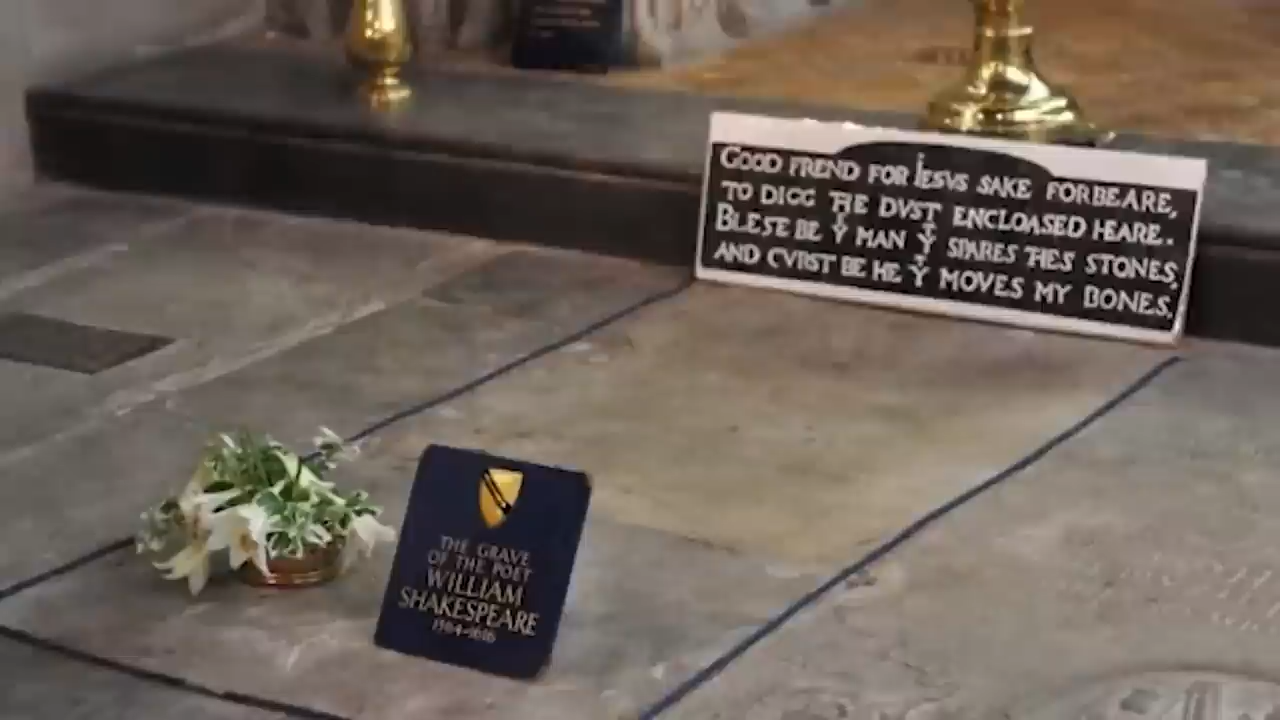 GOOD FREND FOR JESVS SAKE FORBEARE,
TO DIGG THE DVST ENCLOASED HEARE.
BLESE BE Y MAN Y SPARES THES STONES,
AND CVRST BE HE Y MOVES MY BONES.
THE GRAVE
OF THE POET
WILLIAM
SHAKESPEARE
1564-1616